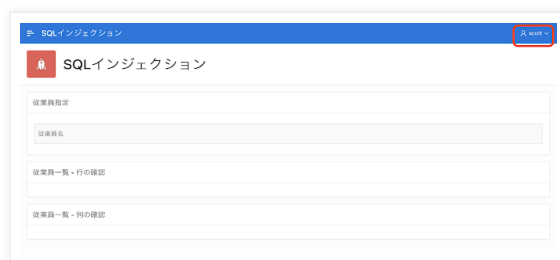 SQLインジェクション
scott
SQLインジェクション
従業員指定
従業員名
従業員一覧 - 行の確認
従業員一覧 - 列の確認